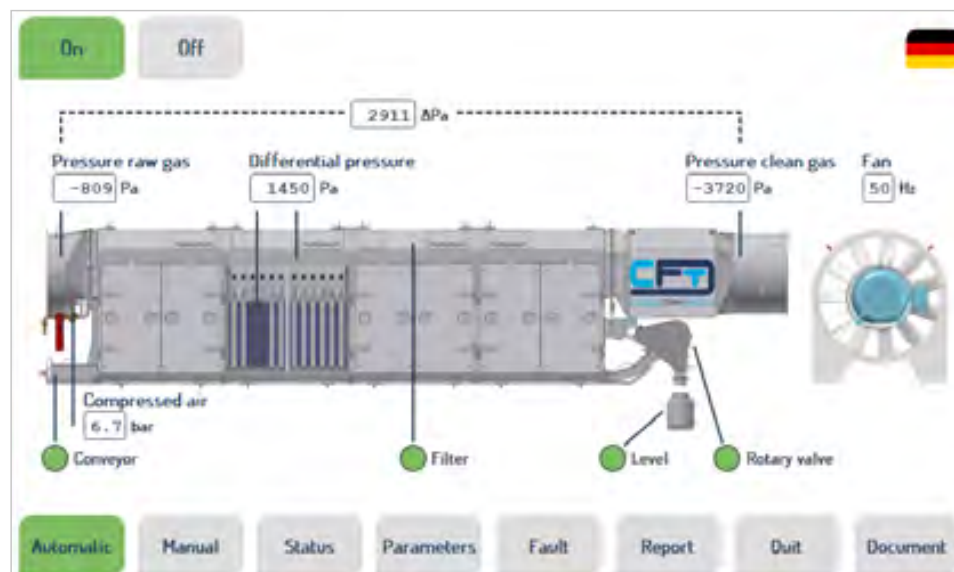 On Off
2911 ΔPa
Pressure raw gas Differential pressure Pressure clean gas Fan
-809 Pa 1450 Pa -3720 Pa 50 Hz
CFT
Compressed air
6.7 bar
Conveyor Filter Level Rotary valve
Automatic Manual Status Parameters Fault Report Quit Document